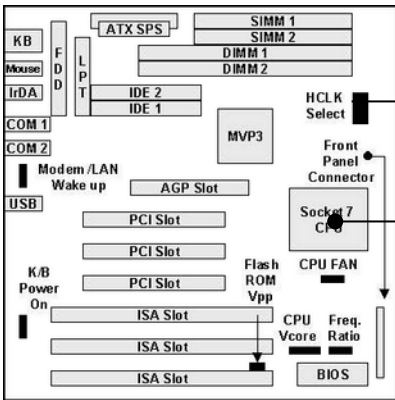 ATX SPS
SIMM 1
SIMM 2
DIMM 1
DIMM 2
KB
Mouse
IrDA
FDD
LPT
IDE 2
IDE 1
COM 1
COM 2
MVP3
HCLK
Select
Front
Panel
Connector
Modem /LAN
Wake up
AGP Slot
USB
Socket 7
CPU
PCI Slot
PCI Slot
PCI Slot
CPU FAN
K/B
Power
On
Flash
ROM
Vpp
ISA Slot
ISA Slot
ISA Slot
CPU
Vcore
Freq.
Ratio
BIOS